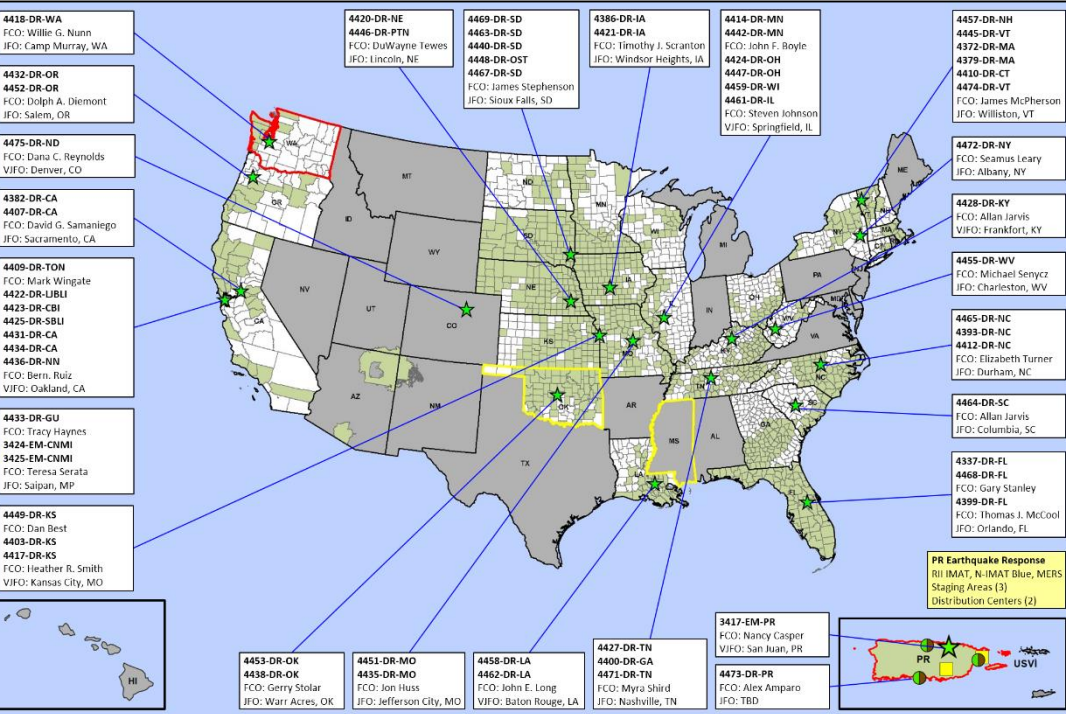 4418-DR-WA
FCO: Willie G. Nunn
JFO: Camp Murray, WA
4432-DR-OR
4452-DR-OR
FCO: Dolph A. Diemont
JFO: Salem, OR
4475-DR-ND
FCO: Dana C. Reynolds
VJFO: Denver, CO
4382-DR-CA
4407-DR-CA
FCO: David G. Samaniego
JFO: Sacramento, CA
4409-DR-TON
FCO: Mark Wingate
4422-DR-LJBLI
4423-DR-CBI
4425-DR-SBLI
4431-DR-CA
4434-DR-CA
4436-DR-NN
FCO: Bern. Ruiz
VJFO: Oakland, CA
4433-DR-GU
FCO: Tracy Haynes
3424-EM-CNMI
3425-EM-CNMI
FCO: Teresa Serata
JFO: Saipan, MP
4449-DR-KS
FCO: Dan Best
4403-DR-KS
4417-DR-KS
FCO: Heather R. Smith
VJFO: Kansas City, MO
4420-DR-NE
4446-DR-PTN
FCO: DuWayne Tewes
JFO: Lincoln, NE
4469-DR-SD
4463-DR-SD
4440-DR-SD
4448-DR-OST
4467-DR-SD
FCO: James Stephenson
JFO: Sioux Falls, SD
4386-DR-IA
4421-DR-IA
FCO: Timothy J. Scranton
JFO: Windsor Heights, IA
4414-DR-MN
4442-DR-MN
FCO: John F. Boyle
4424-DR-OH
4447-DR-OH
4459-DR-WI
4461-DR-IL
FCO: Steven Johnson
VJFO: Springfield, IL
4457-DR-NH
4445-DR-VT
4372-DR-MA
4379-DR-MA
4410-DR-CT
4474-DR-VT
FCO: James McPherson
JFO: Williston, VT
4472-DR-NY
FCO: Seamus Leary
JFO: Albany, NY
4428-DR-KY
FCO: Allan Jarvis
VJFO: Frankfort, KY
4455-DR-WV
FCO: Michael Senycz
JFO: Charleston, WV
4465-DR-NC
4393-DR-NC
4412-DR-NC
FCO: Elizabeth Turner
JFO: Durham, NC
4464-DR-SC
FCO: Allan Jarvis
JFO: Columbia, SC
4337-DR-FL
4468-DR-FL
FCO: Gary Stanley
4399-DR-FL
FCO: Thomas J. McCool
JFO: Orlando, FL
PR Earthquake Response
RII IMAT, N-IMAT Blue, MERS
Staging Areas (3)
Distribution Centers (2)
WA
OR
CA
NV
ID
MT
WY
UT
CO
AZ
NM
ND
SD
NE
KS
OK
TX
MN
IA
MO
AR
LA
WI
MI
IN
OH
KY
TN
MS
AL
GA
FL
SC
NC
VA
WV
PA
MD
NY
NJ
CT
MA
NH
ME
HI
4453-DR-OK
4438-DR-OK
FCO: Gerry Stolar
JFO: Warr Acres, OK
4451-DR-MO
4435-DR-MO
FCO: Jon Huss
JFO: Jefferson City, MO
4458-DR-LA
4462-DR-LA
FCO: John E. Long
VJFO: Baton Rouge, LA
4427-DR-TN
4400-DR-GA
4471-DR-TN
FCO: Myra Shird
JFO: Nashville, TN
3417-EM-PR
FCO: Nancy Casper
VJFO: San Juan, PR
4473-DR-PR
FCO: Alex Amparo
JFO: TBD
PR
USVI